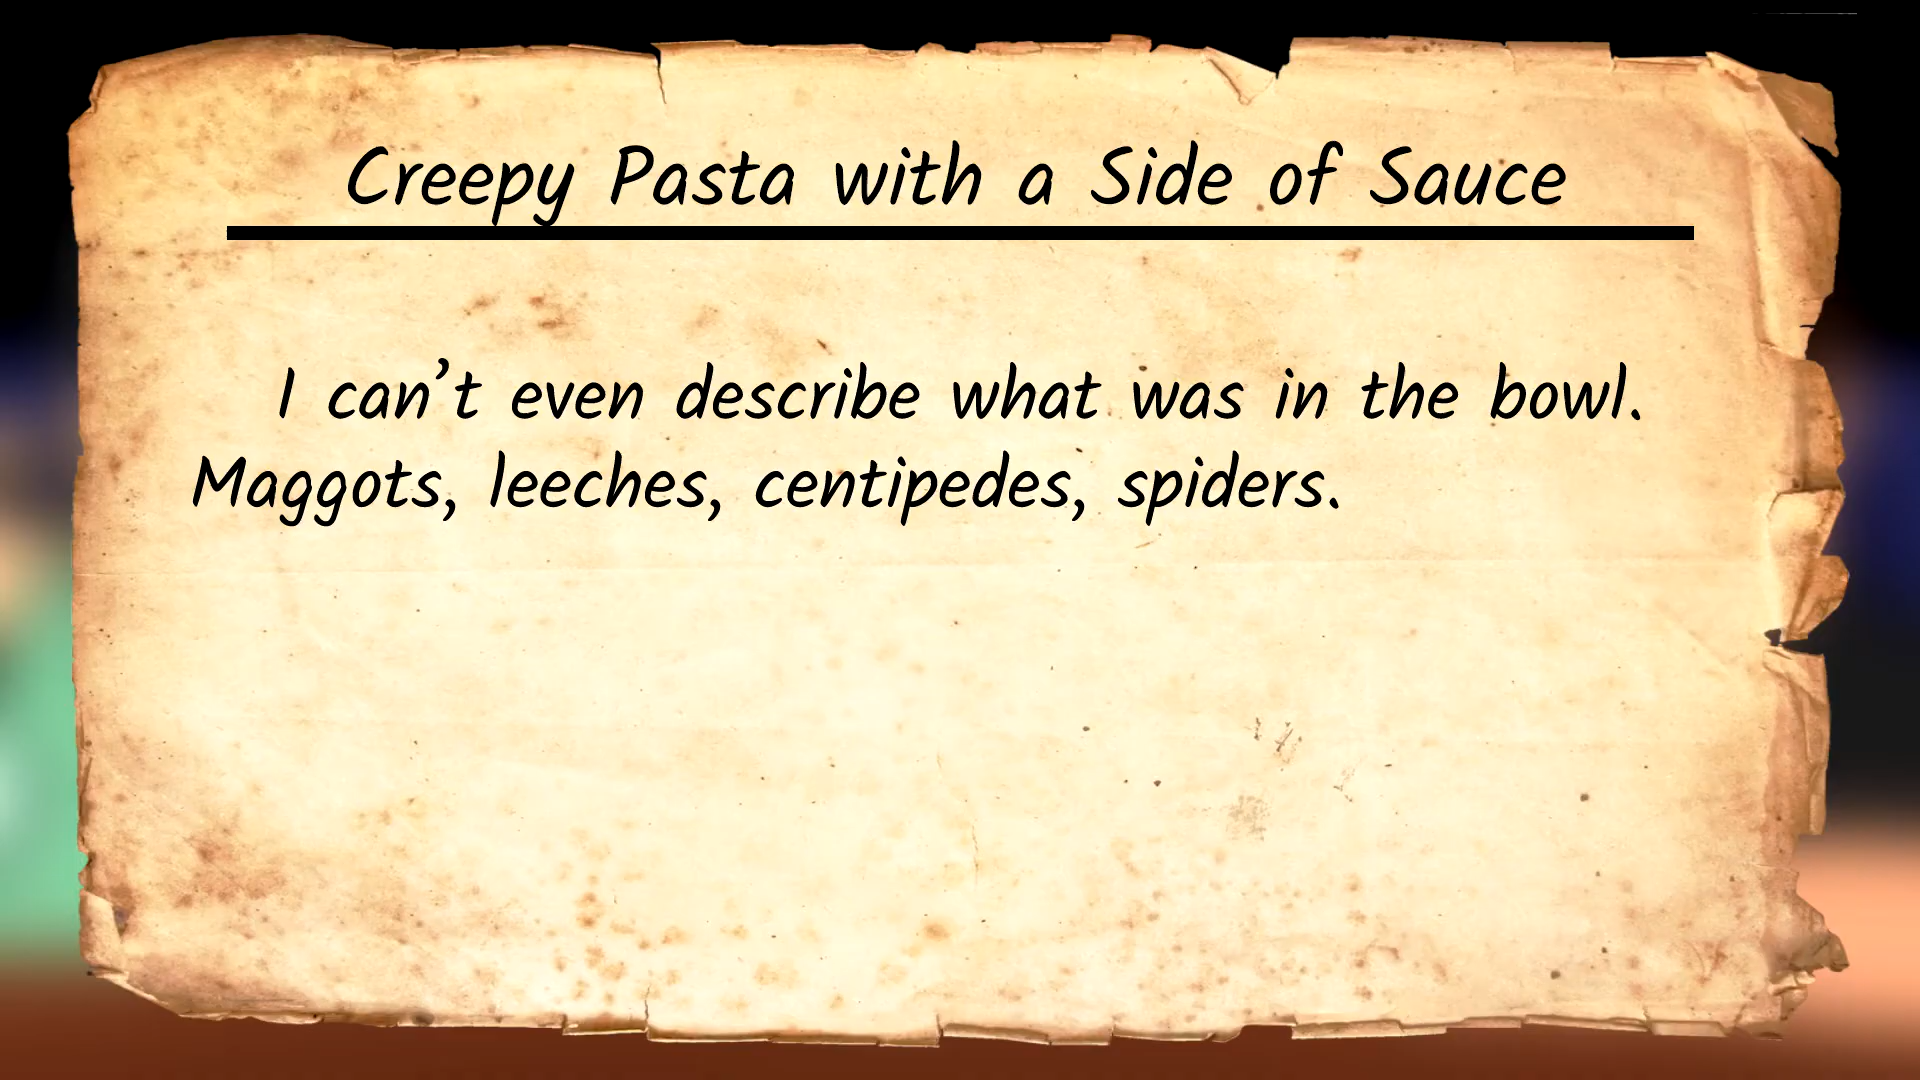 Creepy Pasta with a Side of Sauce
I can’t even describe what was in the bowl.
Maggots, leeches, centipedes, spiders.